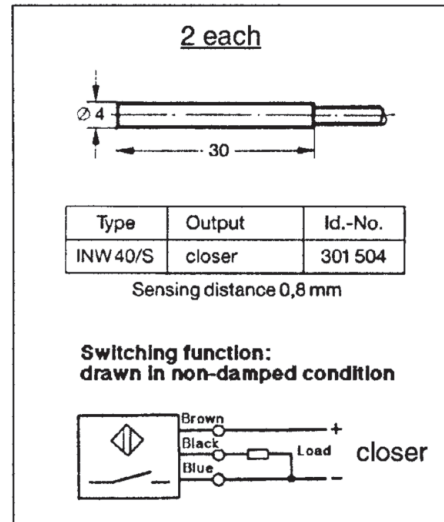 2 each
Ø 4
30
Type Output Id.-No.
INW 40/S closer 301 504
Sensing distance 0,8 mm
Switching function:
drawn in non-damped condition
Brown +
Black Load closer
Blue −